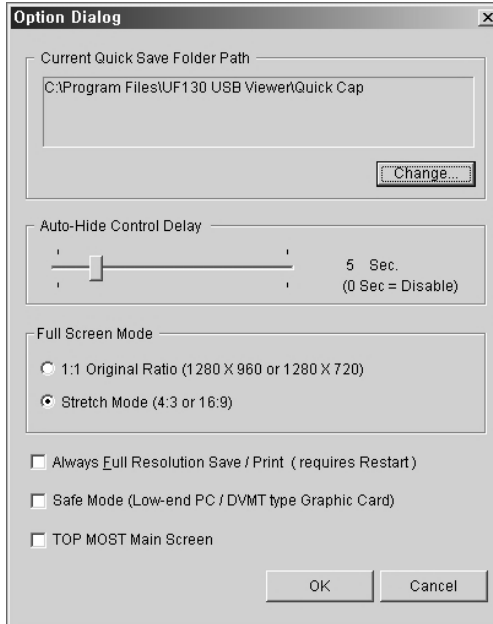 Option Dialog
Current Quick Save Folder Path
C:\Program Files\UF130 USB Viewer\Quick Cap
Change...
Auto-Hide Control Delay
5 Sec.
(0 Sec = Disable)
Full Screen Mode
1:1 Original Ratio (1280 X 960 or 1280 X 720)
Stretch Mode (4:3 or 16:9)
Always Full Resolution Save / Print ( requires Restart )
Safe Mode (Low-end PC / DVMT type Graphic Card)
TOP MOST Main Screen
OK
Cancel